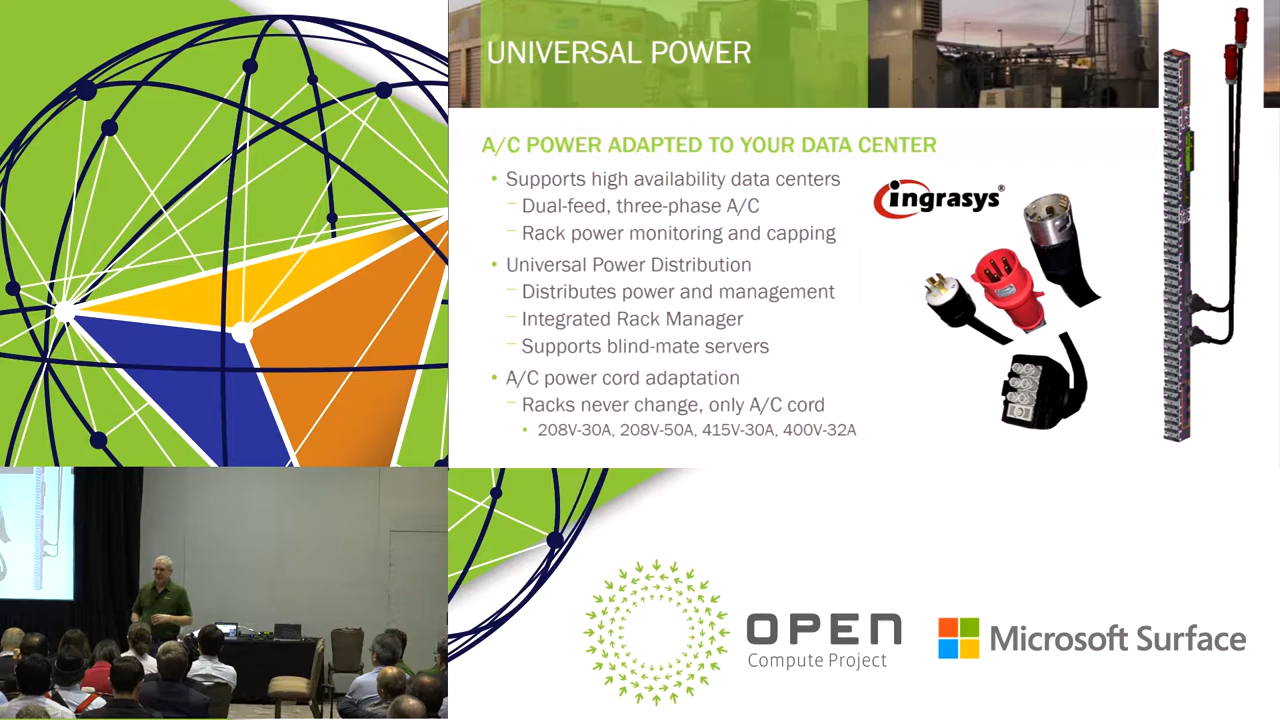 UNIVERSAL POWER
A/C POWER ADAPTED TO YOUR DATA CENTER
• Supports high availability data centers
– Dual-feed, three-phase A/C
– Rack power monitoring and capping
• Universal Power Distribution
– Distributes power and management
– Integrated Rack Manager
– Supports blind-mate servers
• A/C power cord adaptation
– Racks never change, only A/C cord
• 208V-30A, 208V-50A, 415V-30A, 400V-32A
ingrasys®
OPEN
Compute Project
Microsoft Surface